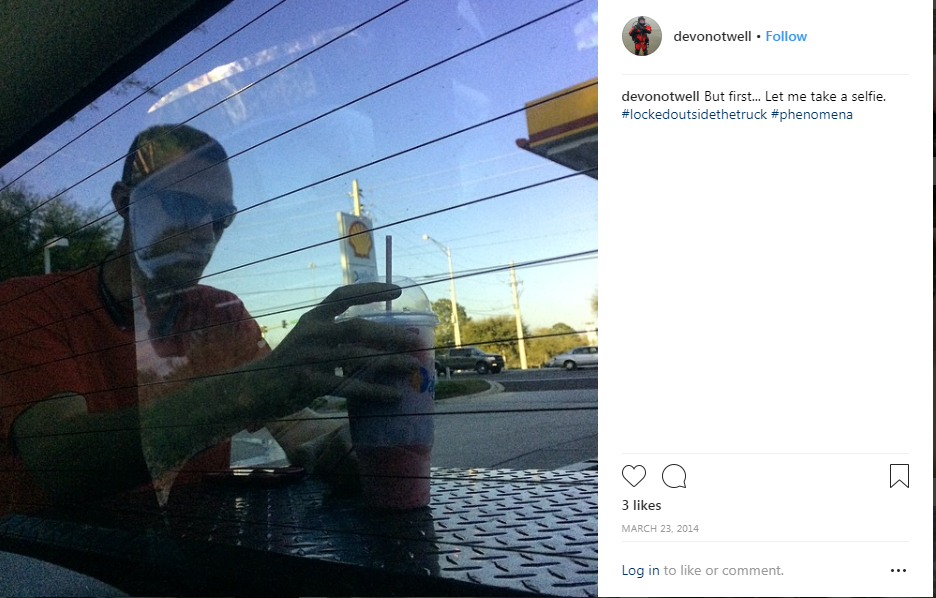 devonotwell • Follow
devonotwell But first... Let me take a selfie.
#lockedoutsidethetruck #phenomena
3 likes
MARCH 23, 2014
Log in to like or comment.